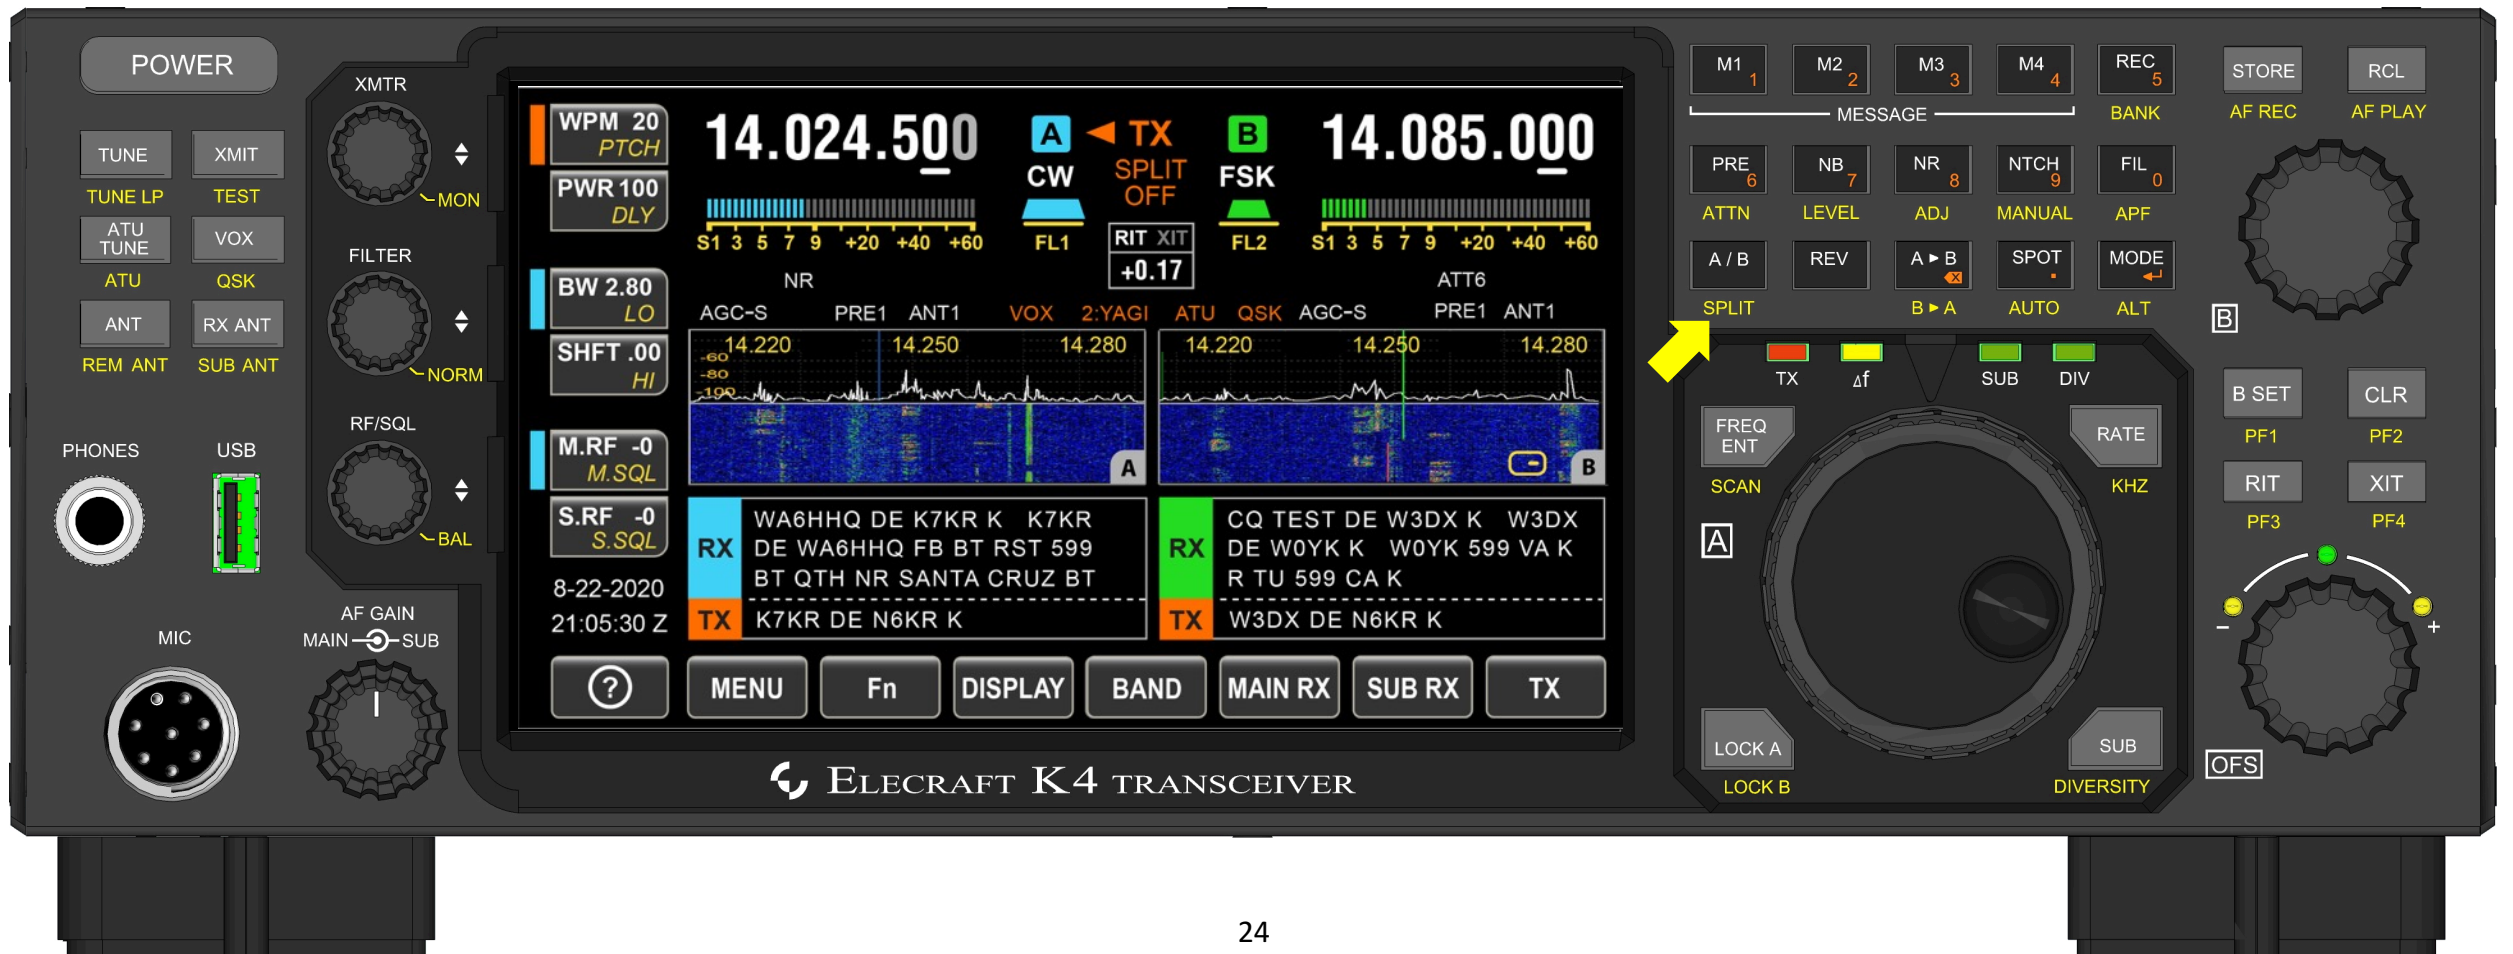 POWER
TUNE XMIT
TUNE LP TEST
ATU TUNE VOX
ATU QSK
ANT RX ANT
REM ANT SUB ANT
PHONES USB
MIC
XMTR
MON
FILTER
NORM
RF/SQL
BAL
AF GAIN
MAIN SUB
WPM 20
PTCH
PWR 100
DLY
BW 2.80
LO
SHFT .00
HI
M.RF -0
M.SQL
S.RF -0
S.SQL
8-22-2020
21:05:30 Z
14.024.500 A ◄ TX B 14.085.000
CW SPLIT OFF FSK
S1 3 5 7 9 +20 +40 +60 FL1 RIT XIT FL2 S1 3 5 7 9 +20 +40 +60
+0.17
NR ATT6
AGC-S PRE1 ANT1 VOX 2:YAGI ATU QSK AGC-S PRE1 ANT1
14.220 14.250 14.280 14.220 14.250 14.280
-60
-80
-100
A B
RX
WA6HHQ DE K7KR K K7KR
DE WA6HHQ FB BT RST 599
BT QTH NR SANTA CRUZ BT
TX K7KR DE N6KR K
RX
CQ TEST DE W3DX K W3DX
DE W0YK K W0YK 599 VA K
R TU 599 CA K
TX W3DX DE N6KR K
? MENU Fn DISPLAY BAND MAIN RX SUB RX TX
ELECRAFT K4 TRANSCEIVER
M1 1 M2 2 M3 3 M4 4 REC 5
MESSAGE BANK
PRE 6 NB 7 NR 8 NTCH 9 FIL 0
ATTN LEVEL ADJ MANUAL APF
A / B REV A ► B SPOT . MODE
SPLIT B ► A AUTO ALT
TX Δf SUB DIV
FREQ ENT RATE
SCAN KHZ
A
LOCK A SUB
LOCK B DIVERSITY
STORE RCL
AF REC AF PLAY
B
B SET CLR
PF1 PF2
RIT XIT
PF3 PF4
- +
OFS
24